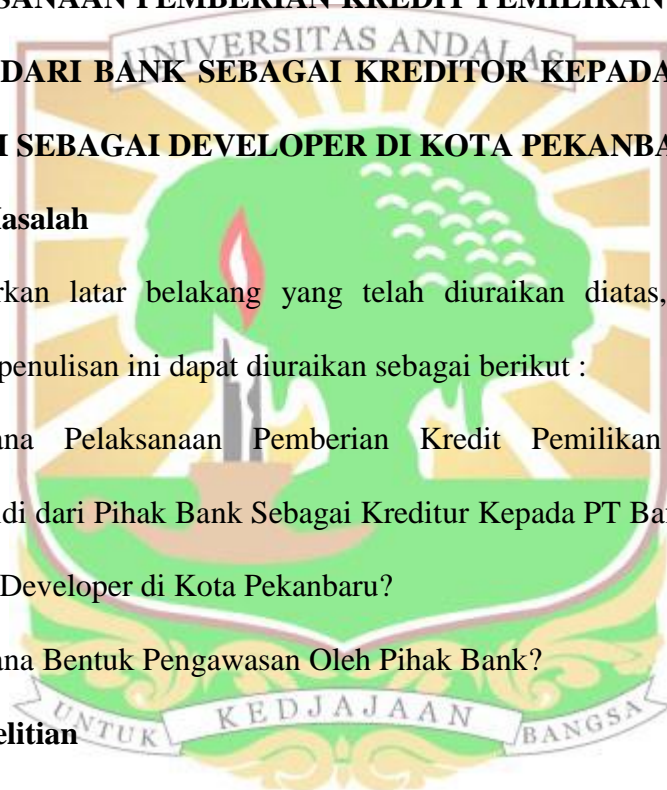 SANAAN PEMBERIAN KREDIT PEMILIKAN
UNIVERSITAS ANDALAS
DARI BANK SEBAGAI KREDITOR KEPADA
I SEBAGAI DEVELOPER DI KOTA PEKANBA
Masalah
rkan latar belakang yang telah diuraikan diatas,
penulisan ini dapat diuraikan sebagai berikut :
ana Pelaksanaan Pemberian Kredit Pemilikan
di dari Pihak Bank Sebagai Kreditur Kepada PT Ba
Developer di Kota Pekanbaru?
ana Bentuk Pengawasan Oleh Pihak Bank?
UNTUK KEDJAJAAN BANGSA
elitian